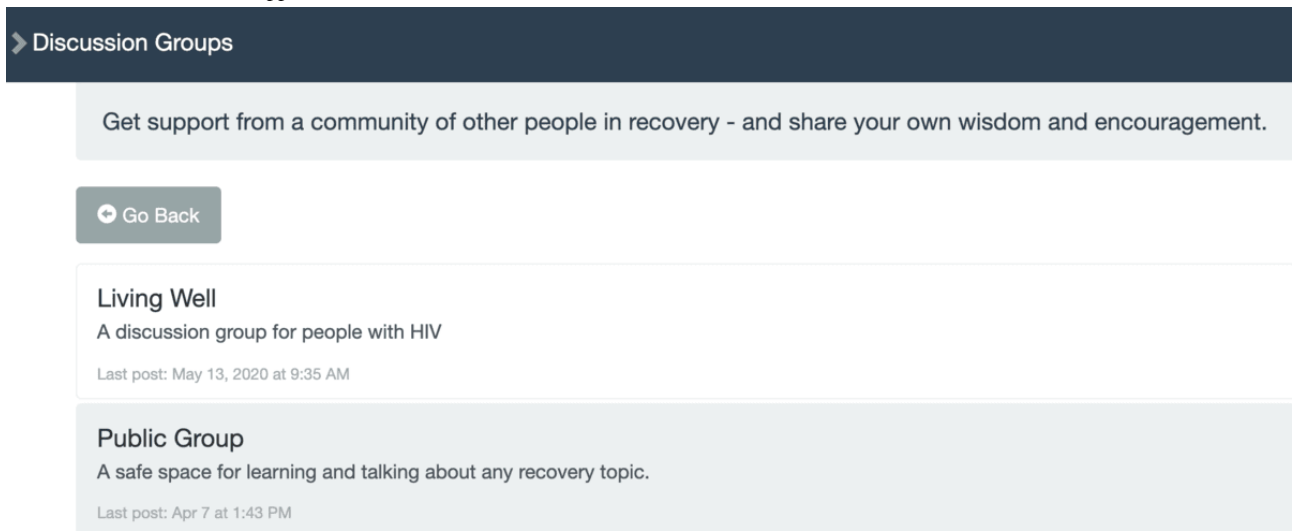 Discussion Groups
Get support from a community of other people in recovery - and share your own wisdom and encouragement.
Go Back
Living Well
A discussion group for people with HIV
Last post: May 13, 2020 at 9:35 AM
Public Group
A safe space for learning and talking about any recovery topic.
Last post: Apr 7 at 1:43 PM